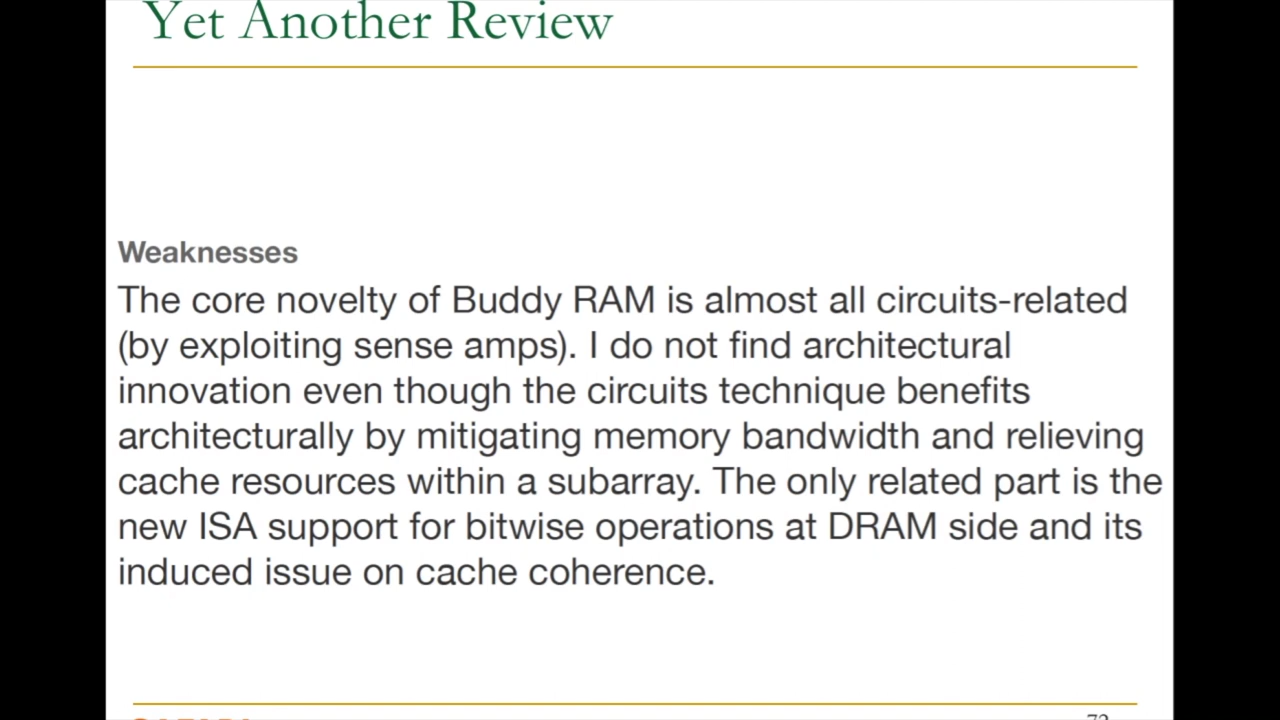 Yet Another Review
Weaknesses
The core novelty of Buddy RAM is almost all circuits-related
(by exploiting sense amps). I do not find architectural
innovation even though the circuits technique benefits
architecturally by mitigating memory bandwidth and relieving
cache resources within a subarray. The only related part is the
new ISA support for bitwise operations at DRAM side and its
induced issue on cache coherence.